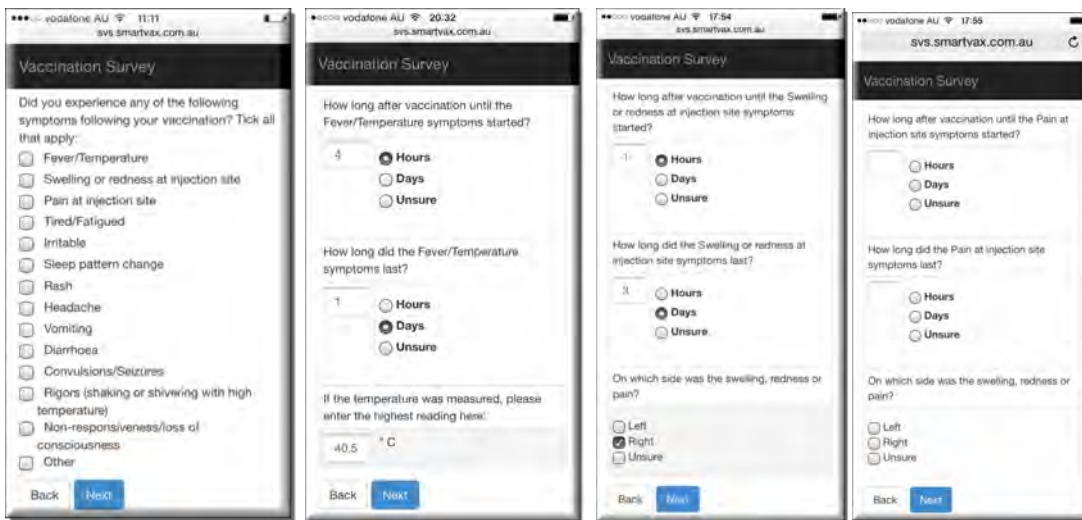 vodafone AU 11:11
svs.smartvax.com.au
Vaccination Survey
Did you experience any of the following
symptoms following your vaccination? Tick
all that apply:
Fever/Temperature
Swelling or redness at injection site
Pain at injection site
Tired/Fatigued
Irritable
Sleep pattern change
Rash
Headache
Vomiting
Diarrhoea
Convulsions/Seizures
Rigors (shaking or shivering with high
temperature)
Non-responsiveness/loss of
consciousness
Other
Back Next
vodafone AU 20:32
svs.smartvax.com.au
Vaccination Survey
How long after vaccination until the
Fever/Temperature symptoms started?
4 Hours
Days
Unsure
How long did the Fever/Temperature
symptoms last?
1 Hours
Days
Unsure
If the temperature was measured, please
enter the highest reading here:
40.5 °C
Back Next
vodafone AU 17:54
svs.smartvax.com.au
Vaccination Survey
How long after vaccination until the Swelling
or redness at injection site symptoms
started?
1 Hours
Days
Unsure
How long did the Swelling or redness at
injection site symptoms last?
3 Hours
Days
Unsure
On which side was the swelling, redness or
pain?
Left
Right
Unsure
Back Next
vodafone AU 17:55
svs.smartvax.com.au
Vaccination Survey
How long after vaccination until the Pain at
injection site symptoms started?
Hours
Days
Unsure
How long did the Pain at injection site
symptoms last?
Hours
Days
Unsure
On which side was the swelling, redness or
pain?
Left
Right
Unsure
Back Next